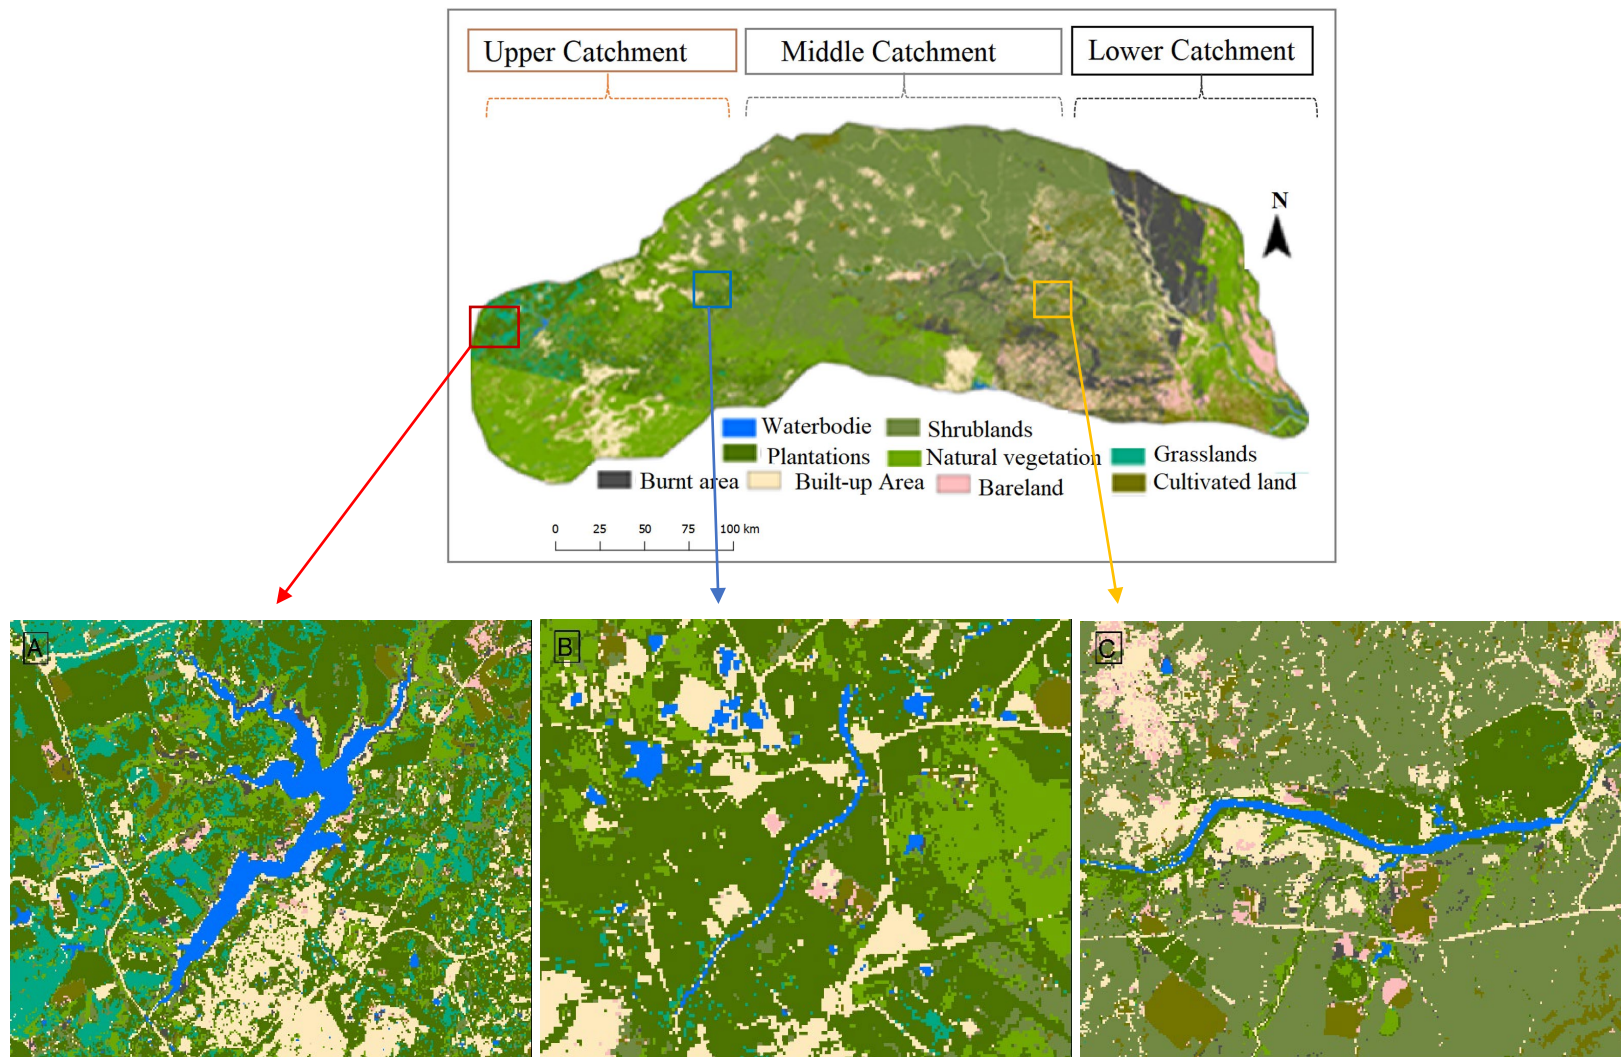 Upper Catchment
Middle Catchment
Lower Catchment
N
Waterbodie
Shrublands
Plantations
Natural vegetation
Grasslands
Burnt area
Built-up Area
Bareland
Cultivated land
0 25 50 75 100 km
A
B
C